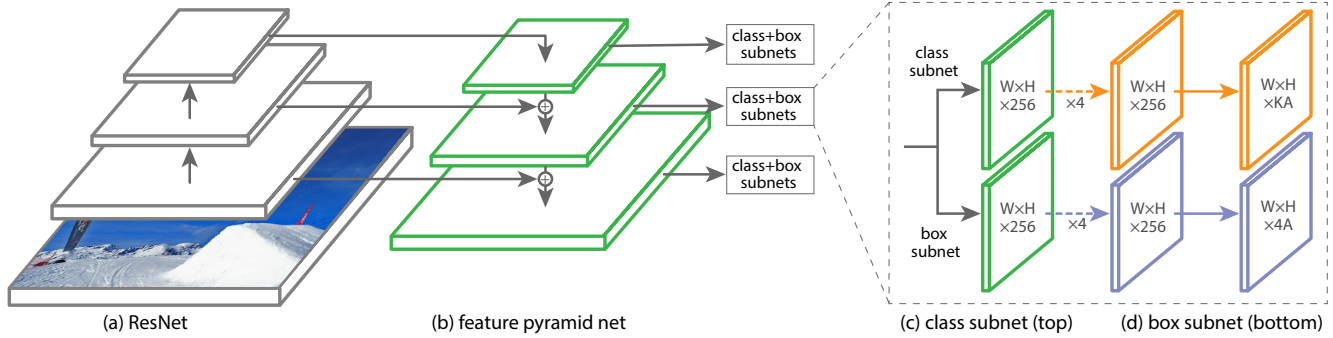 class+box
subnets
class+box
subnets
class+box
subnets
class
subnet
box
subnet
W×H
×256
×4
W×H
×256
W×H
×KA
W×H
×256
×4
W×H
×256
W×H
×4A
(a) ResNet
(b) feature pyramid net
(c) class subnet (top)
(d) box subnet (bottom)